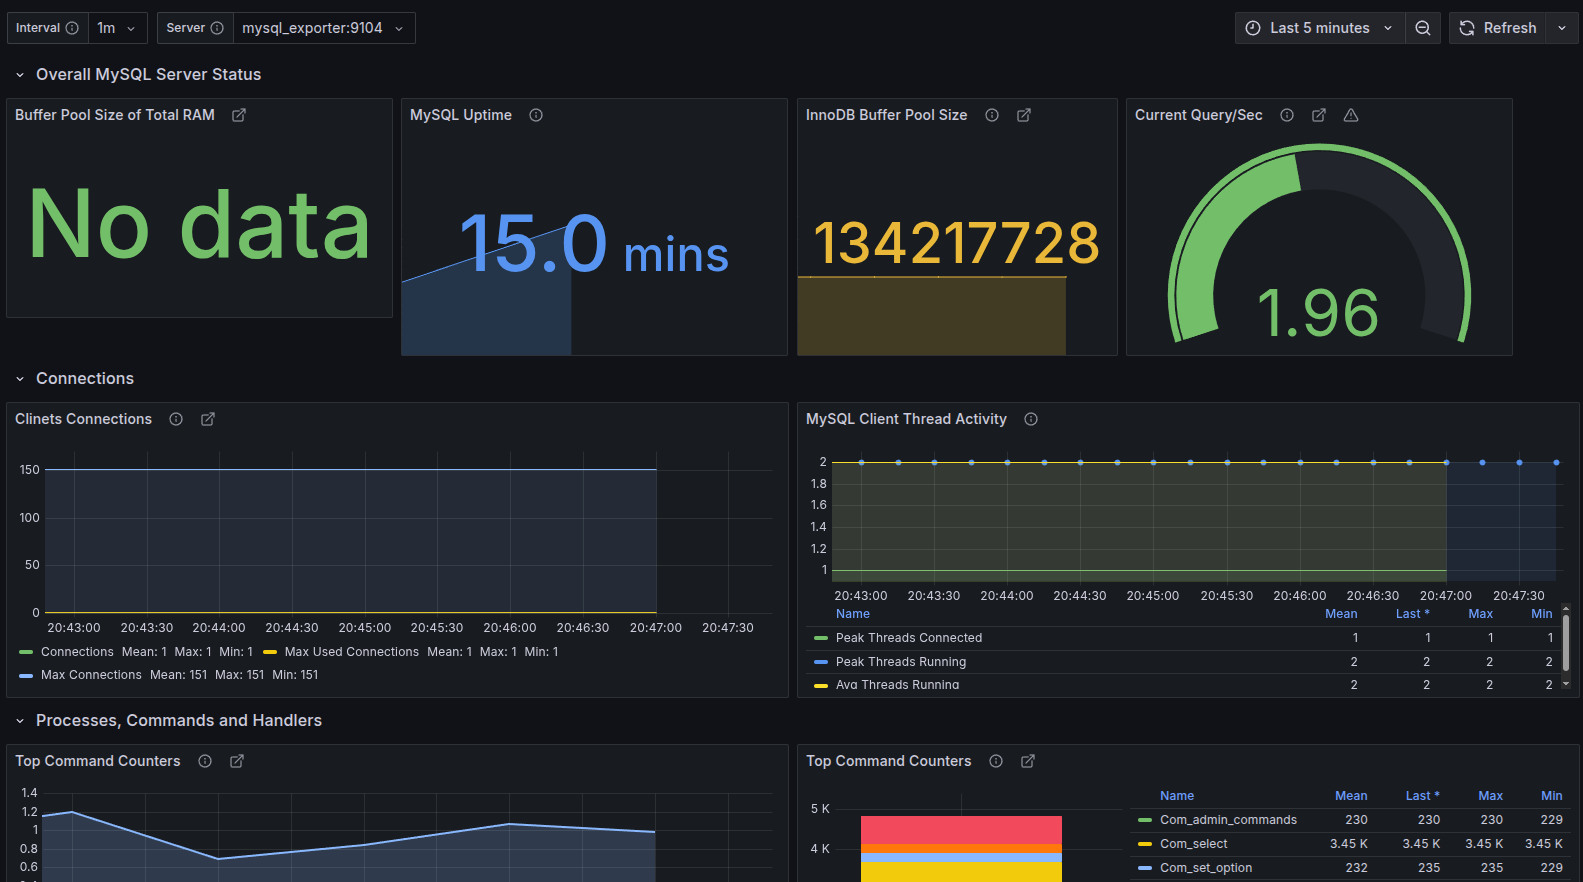 Interval 1m Server mysql_exporter:9104 Last 5 minutes Refresh
Overall MySQL Server Status
Buffer Pool Size of Total RAM
No data
MySQL Uptime
15.0 mins
InnoDB Buffer Pool Size
134217728
Current Query/Sec
1.96
Connections
Clinets Connections
150
100
50
0
20:43:00 20:43:30 20:44:00 20:44:30 20:45:00 20:45:30 20:46:00 20:46:30 20:47:00 20:47:30
Connections Mean: 1 Max: 1 Min: 1 Max Used Connections Mean: 1 Max: 1 Min: 1
Max Connections Mean: 151 Max: 151 Min: 151
MySQL Client Thread Activity
2
1.8
1.6
1.4
1.2
1
20:43:00 20:43:30 20:44:00 20:44:30 20:45:00 20:45:30 20:46:00 20:46:30 20:47:00 20:47:30
Name Mean Last * Max Min
Peak Threads Connected 1 1 1 1
Peak Threads Running 2 2 2 2
Avg Threads Running 2 2 2 2
Processes, Commands and Handlers
Top Command Counters
1.4
1.2
1
0.8
0.6
Top Command Counters
5 K
4 K
Name Mean Last * Max Min
Com_admin_commands 230 230 230 229
Com_select 3.45 K 3.45 K 3.45 K 3.45 K
Com_set_option 232 235 235 229